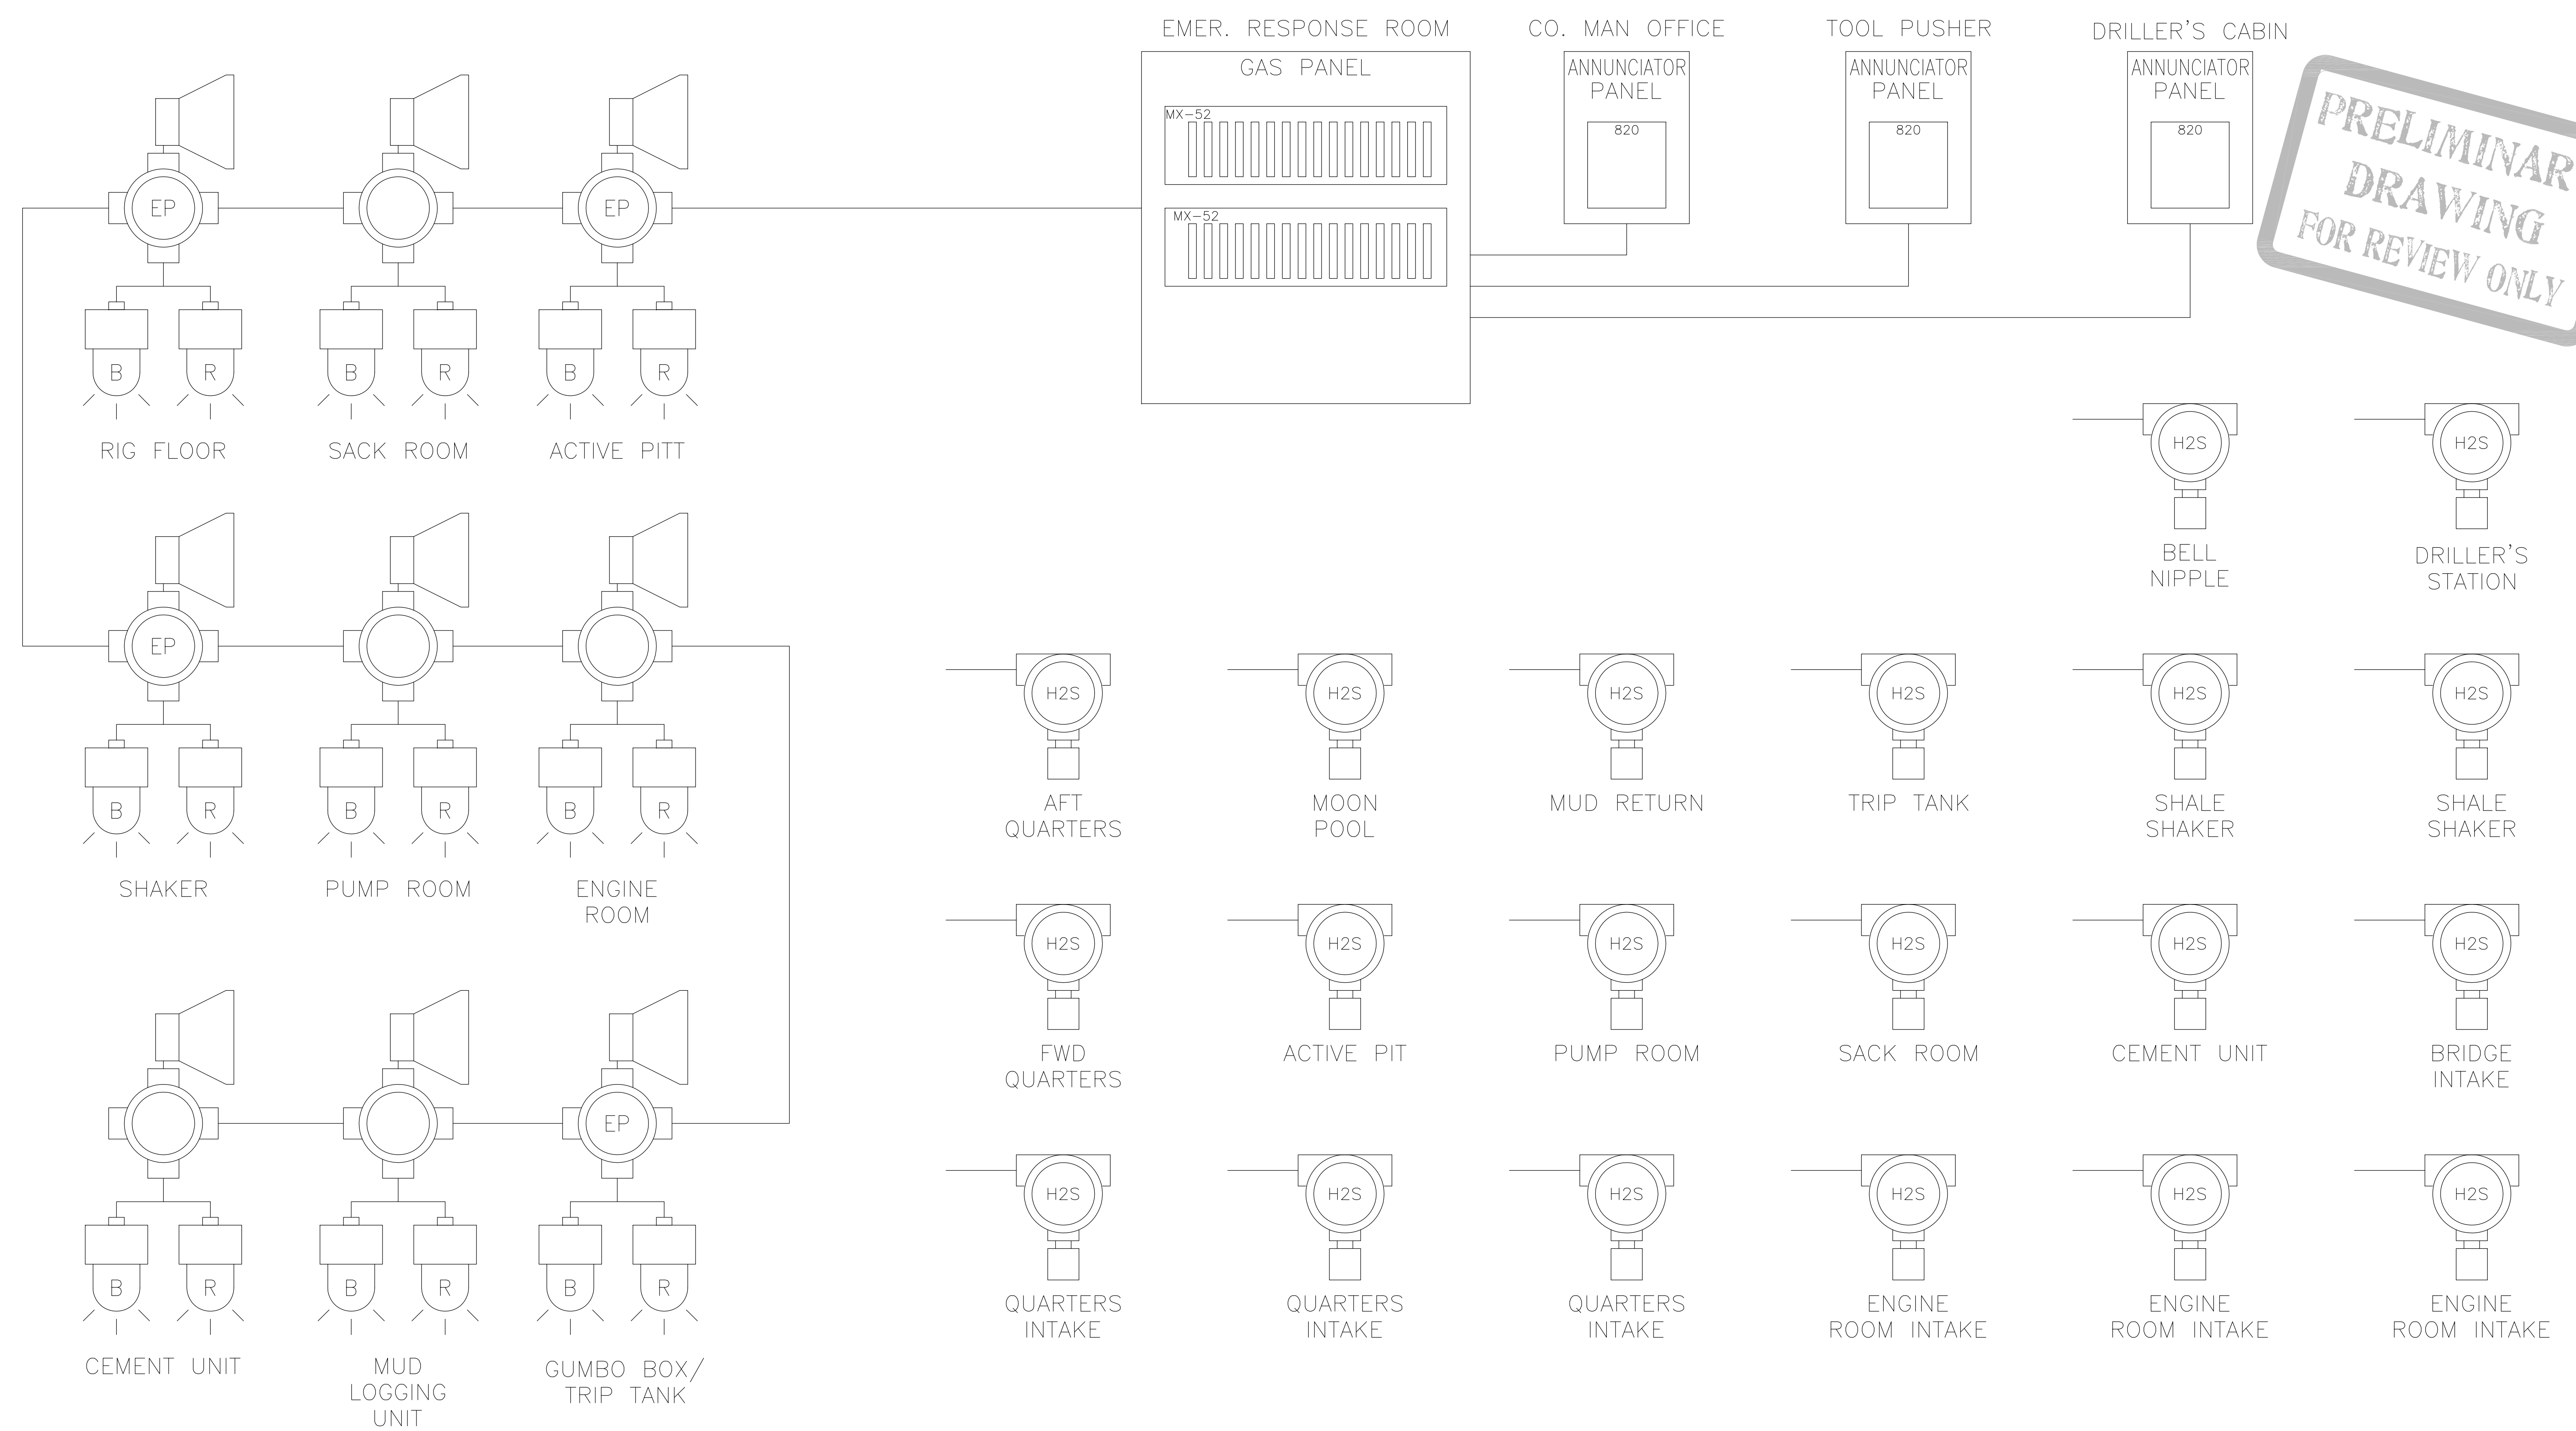 EMER. RESPONSE ROOM
GAS PANEL
MX-52
MX-52
CO. MAN OFFICE
ANNUNCIATOR
PANEL
820
TOOL PUSHER
ANNUNCIATOR
PANEL
820
DRILLER'S CABIN
ANNUNCIATOR
PANEL
820
PRELIMINAR
DRAWING
FOR REVIEW ONLY
EP
EP
B
R
B
R
B
R
RIG FLOOR
SACK ROOM
ACTIVE PITT
EP
B
R
B
R
B
R
SHAKER
PUMP ROOM
ENGINE
ROOM
EP
B
R
B
R
B
R
CEMENT UNIT
MUD
LOGGING
UNIT
GUMBO BOX/
TRIP TANK
H2S
BELL
NIPPLE
H2S
DRILLER'S
STATION
H2S
AFT
QUARTERS
H2S
MOON
POOL
H2S
MUD RETURN
H2S
TRIP TANK
H2S
SHALE
SHAKER
H2S
SHALE
SHAKER
H2S
FWD
QUARTERS
H2S
ACTIVE PIT
H2S
PUMP ROOM
H2S
SACK ROOM
H2S
CEMENT UNIT
H2S
BRIDGE
INTAKE
H2S
QUARTERS
INTAKE
H2S
QUARTERS
INTAKE
H2S
QUARTERS
INTAKE
H2S
ENGINE
ROOM INTAKE
H2S
ENGINE
ROOM INTAKE
H2S
ENGINE
ROOM INTAKE